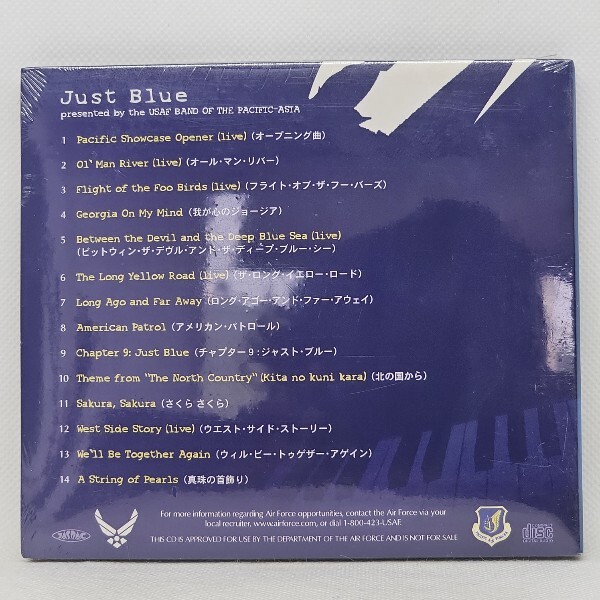 Just Blue
presented by the USAF BAND OF THE PACIFIC-ASIA
1 Pacific Showcase Opener (live) (オープニング曲)
2 Ol' Man River (live) (オール・マン・リバー)
3 Flight of the Foo Birds (live) (フライト・オブ・ザ・フー・バーズ)
4 Georgia On My Mind (我が心のジョージア)
5 Between the Devil and the Deep Blue Sea (live)
(ビットウィン・ザ・デヴル・アンド・ザ・ディープ・ブルー・シー)
6 The Long Yellow Road (live) (ザ・ロング・イエロー・ロード)
7 Long Ago and Far Away (ロング・アゴー・アンド・ファー・アウェイ)
8 American Patrol (アメリカン・パトロール)
9 Chapter 9: Just Blue (チャプター9:ジャスト・ブルー)
10 Theme from "The North Country" (Kita no kuni kara) (北の国から)
11 Sakura, Sakura (さくら さくら)
12 West Side Story (live) (ウエスト・サイド・ストーリー)
13 We'll Be Together Again (ウィル・ビー・トゥゲザー・アゲイン)
14 A String of Pearls (真珠の首飾り)
For more information regarding Air Force opportunities, contact the Air Force via your
local recruiter, www.airforce.com, or dial 1-800-423-USAF
THIS CD IS APPROVED FOR USE BY THE DEPARTMENT OF THE AIR FORCE AND IS NOT FOR SALE
COMPACT
disc
DIGITAL AUDIO